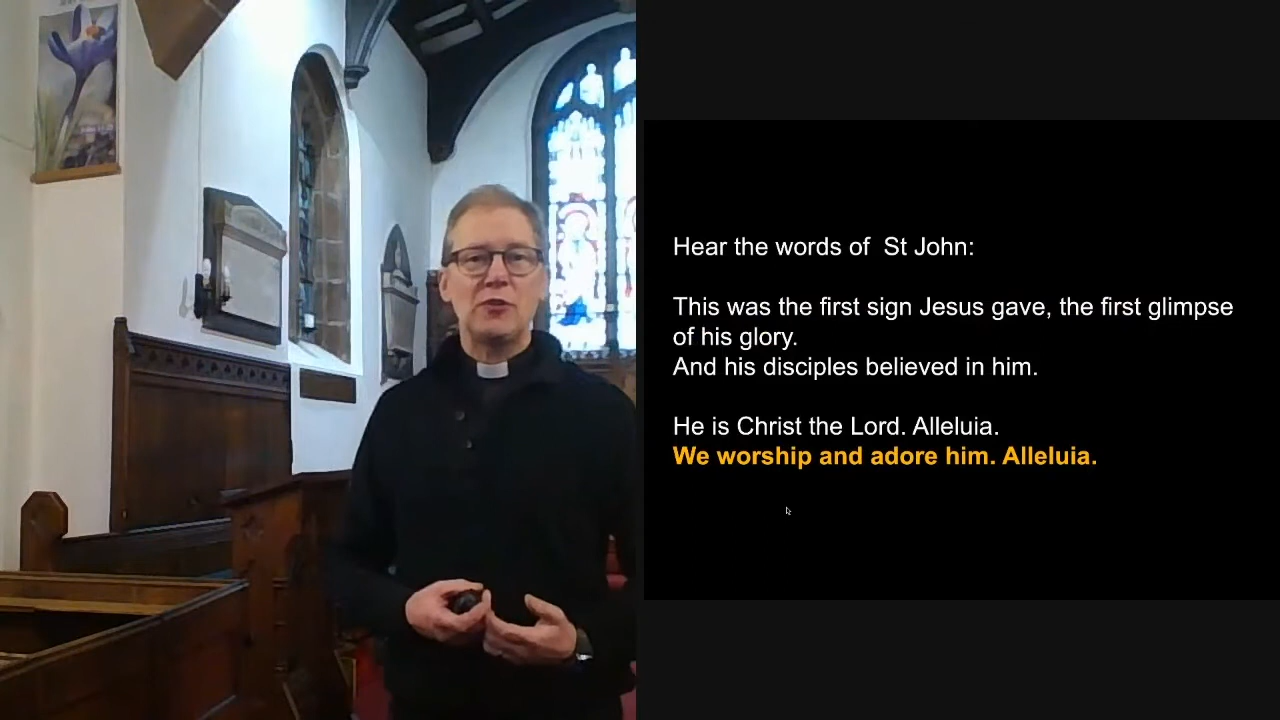 Hear the words of  St John:
This was the first sign Jesus gave, the first glimpse
of his glory.
And his disciples believed in him.
He is Christ the Lord. Alleluia.
We worship and adore him. Alleluia.